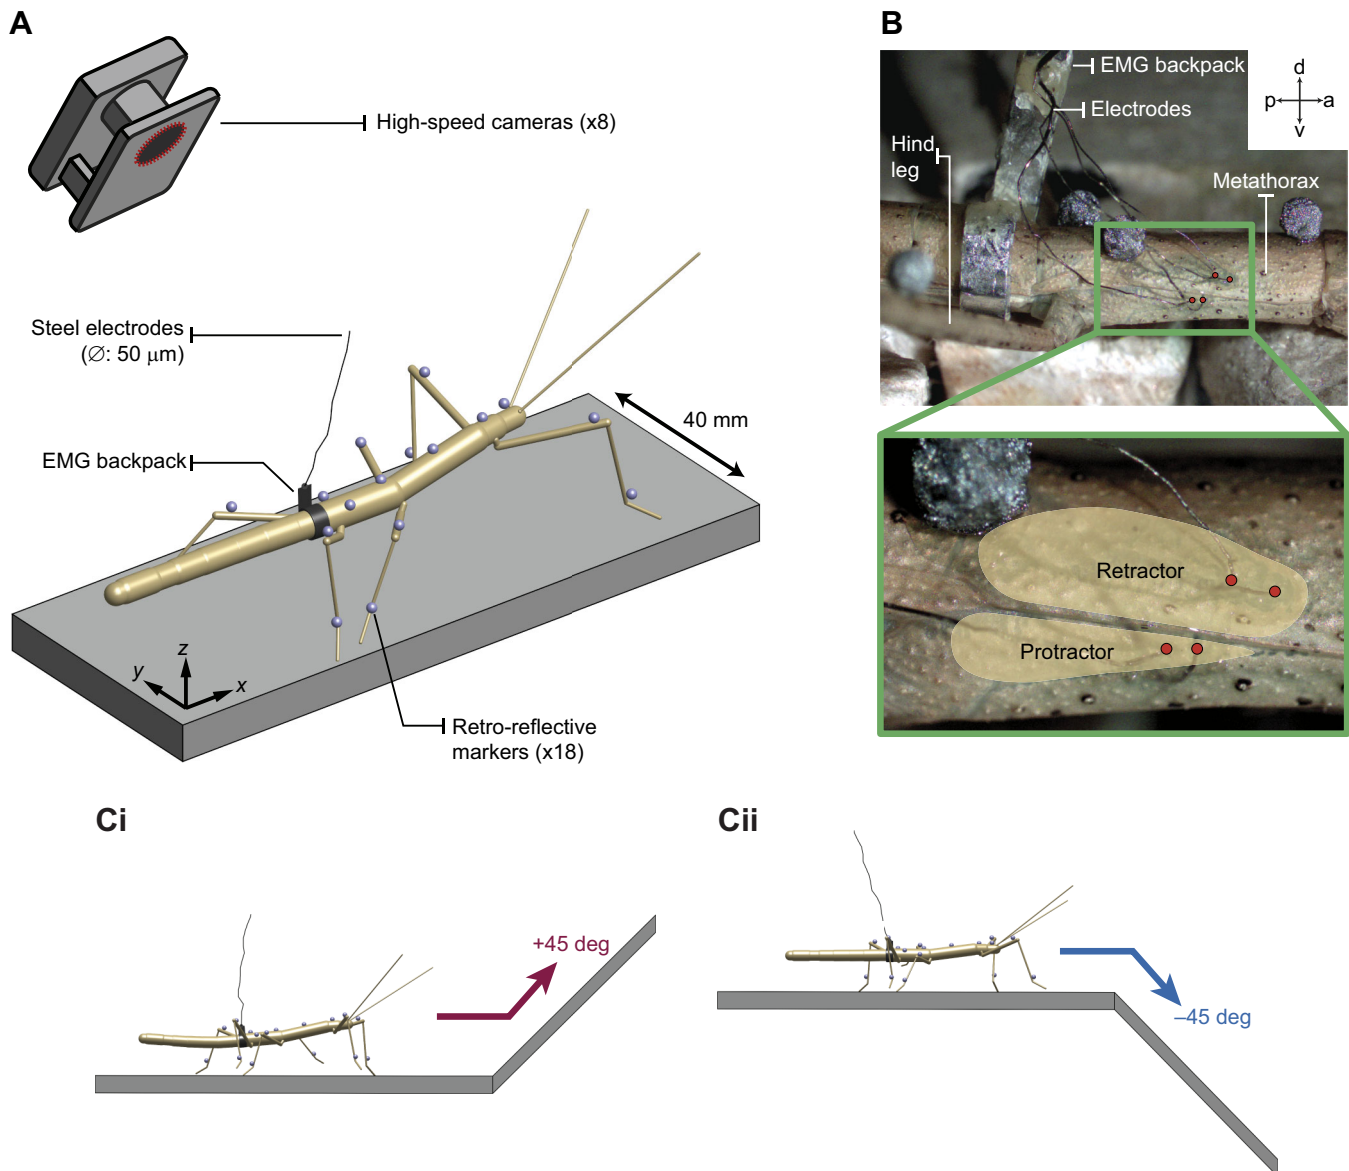 A
High-speed cameras (x8)
Steel electrodes
(∅: 50 μm)
EMG backpack
40 mm
z
y
x
Retro-reflective
markers (x18)
B
EMG backpack
Electrodes
Hind
leg
Metathorax
d
p
a
v
Retractor
Protractor
Ci
+45 deg
Cii
–45 deg